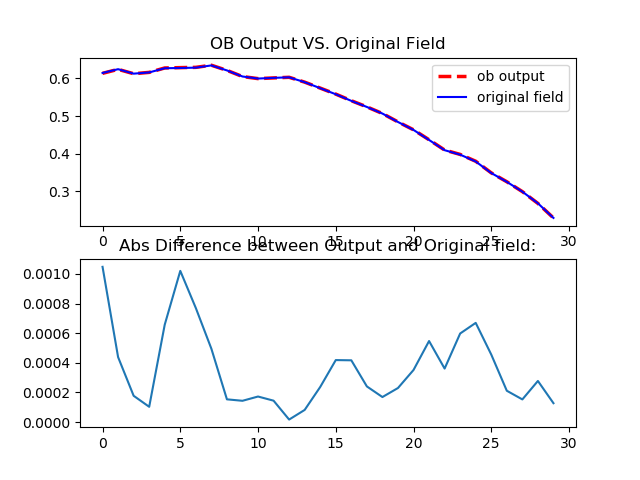 OB Output VS. Original Field
0.6
0.5
0.4
0.3
ob output
original field
0 5 10 15 20 25 30
Abs Difference between Output and Original field:
0.0010
0.0008
0.0006
0.0004
0.0002
0.0000
0 5 10 15 20 25 30